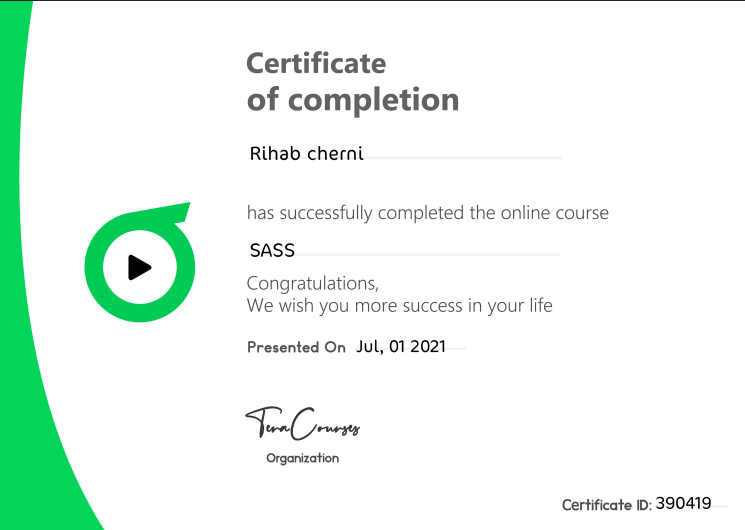 Certificate
of completion
Rihab cherni
has successfully completed the online course
SASS
Congratulations,
We wish you more success in your life
Presented On Jul, 01 2021
TeraCourses
Organization
Certificate ID: 390419